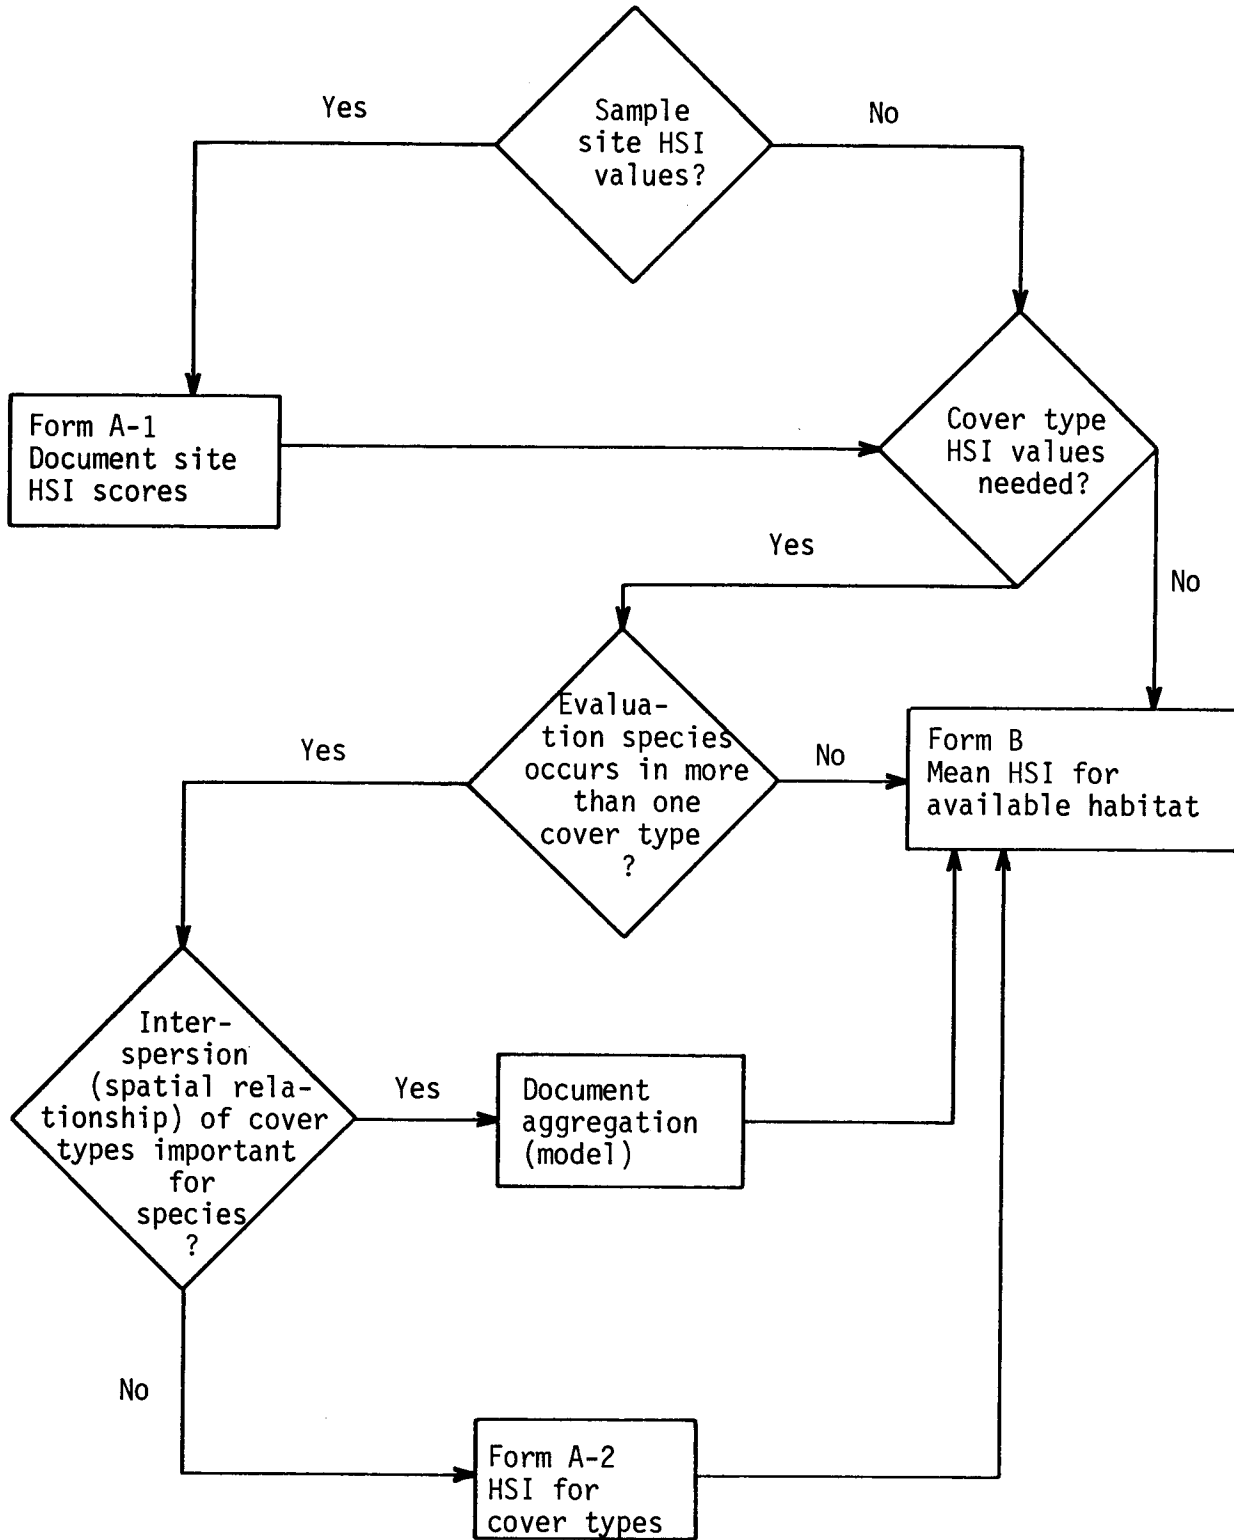 Sample
site HSI
values?
Yes
No
Form A-1
Document site
HSI scores
Cover type
HSI values
needed?
Yes
No
Evalua-
tion species
occurs in more
than one
cover type
?
Yes
No
Form B
Mean HSI for
available habitat
Inter-
spersion
(spatial rela-
tionship) of cover
types important
for
species
?
Yes
Document
aggregation
(model)
No
Form A-2
HSI for
cover types